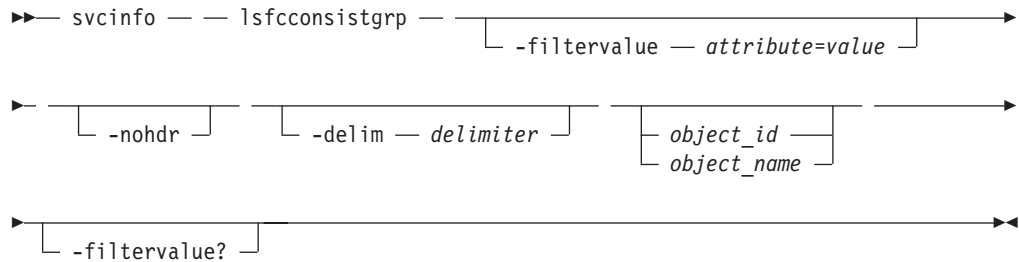 svcinfo lsfcconsistgrp
-filtervalue attribute=value
-nohdr -delim delimiter object_id
object_name
-filtervalue?